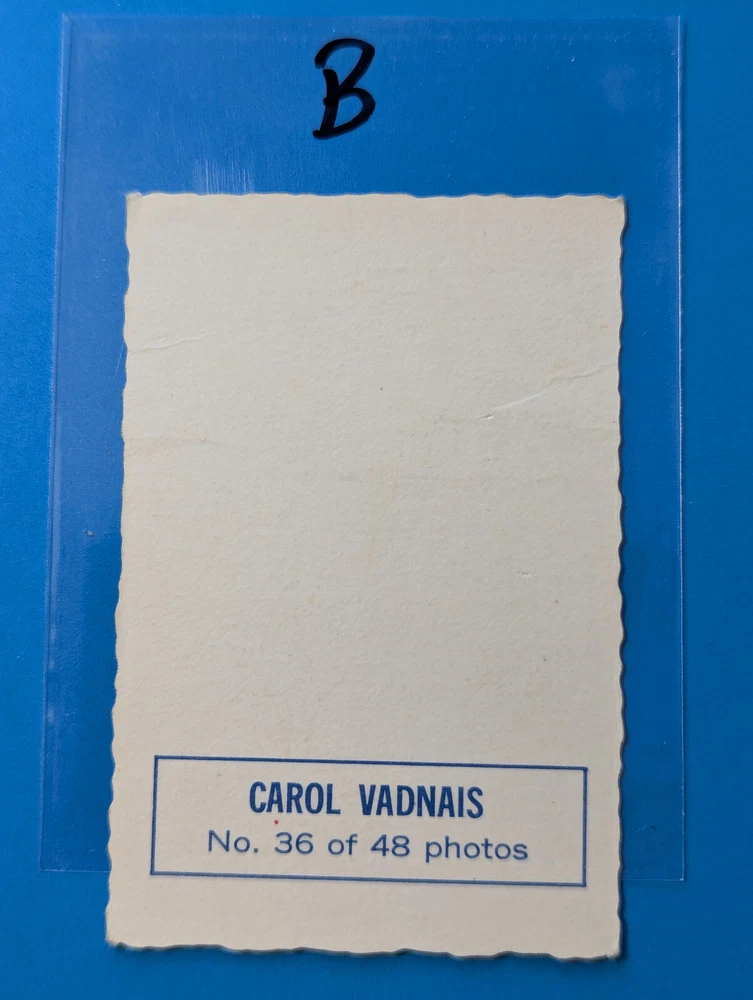 B
CAROL VADNAIS
No. 36 of 48 photos